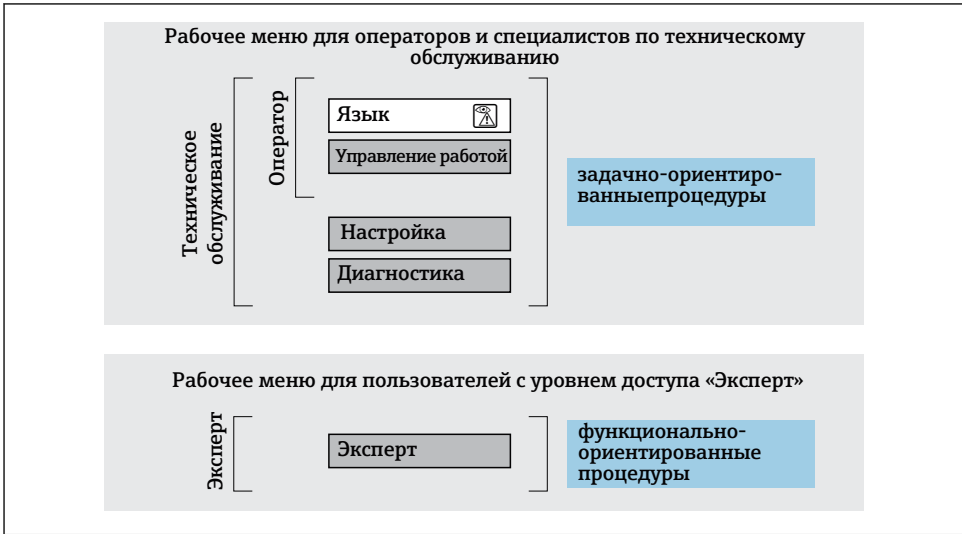 Рабочее меню для операторов и специалистов по техническому
обслуживанию
Техническое
обслуживание
Оператор
Язык
Управление работой
Настройка
Диагностика
задачно-ориентиро-
ванныепроцедуры
Рабочее меню для пользователей с уровнем доступа «Эксперт»
Эксперт
Эксперт
функционально-
ориентированные
процедуры